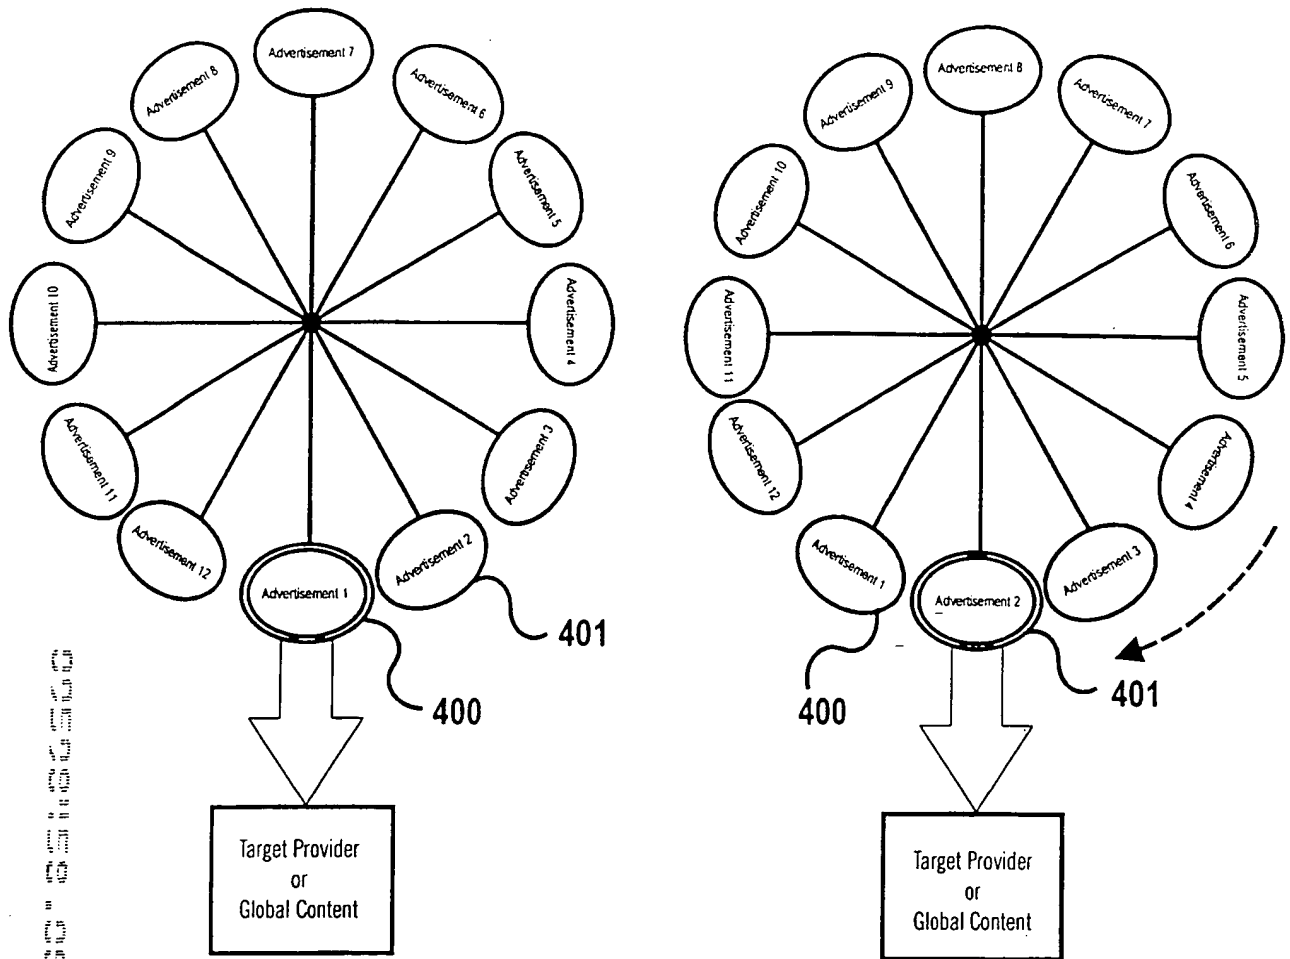 Advertisement 7
Advertisement 8
Advertisement 6
Advertisement 9
Advertisement 5
Advertisement 10
Advertisement 4
Advertisement 11
Advertisement 3
Advertisement 12
Advertisement 2
Advertisement 1
401
400
Target Provider
or
Global Content
Advertisement 8
Advertisement 9
Advertisement 7
Advertisement 10
Advertisement 6
Advertisement 11
Advertisement 5
Advertisement 12
Advertisement 4
Advertisement 1
Advertisement 3
Advertisement 2
400
401
Target Provider
or
Global Content